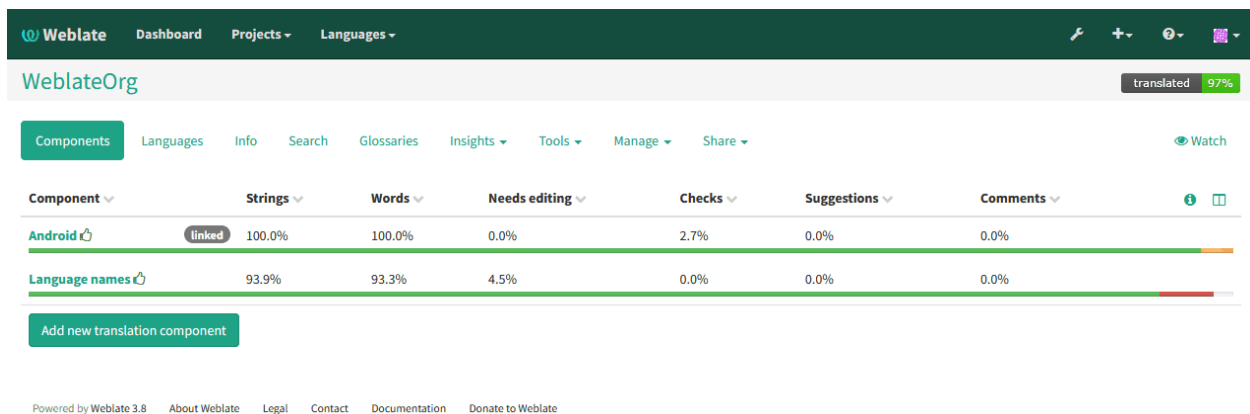 Weblate Dashboard Projects Languages
WeblateOrg translated 97%
Components Languages Info Search Glossaries Insights Tools Manage Share Watch
Component Strings Words Needs editing Checks Suggestions Comments
Android linked 100.0% 100.0% 0.0% 2.7% 0.0% 0.0%
Language names 93.9% 93.3% 4.5% 0.0% 0.0% 0.0%
Add new translation component
Powered by Weblate 3.8 About Weblate Legal Contact Documentation Donate to Weblate